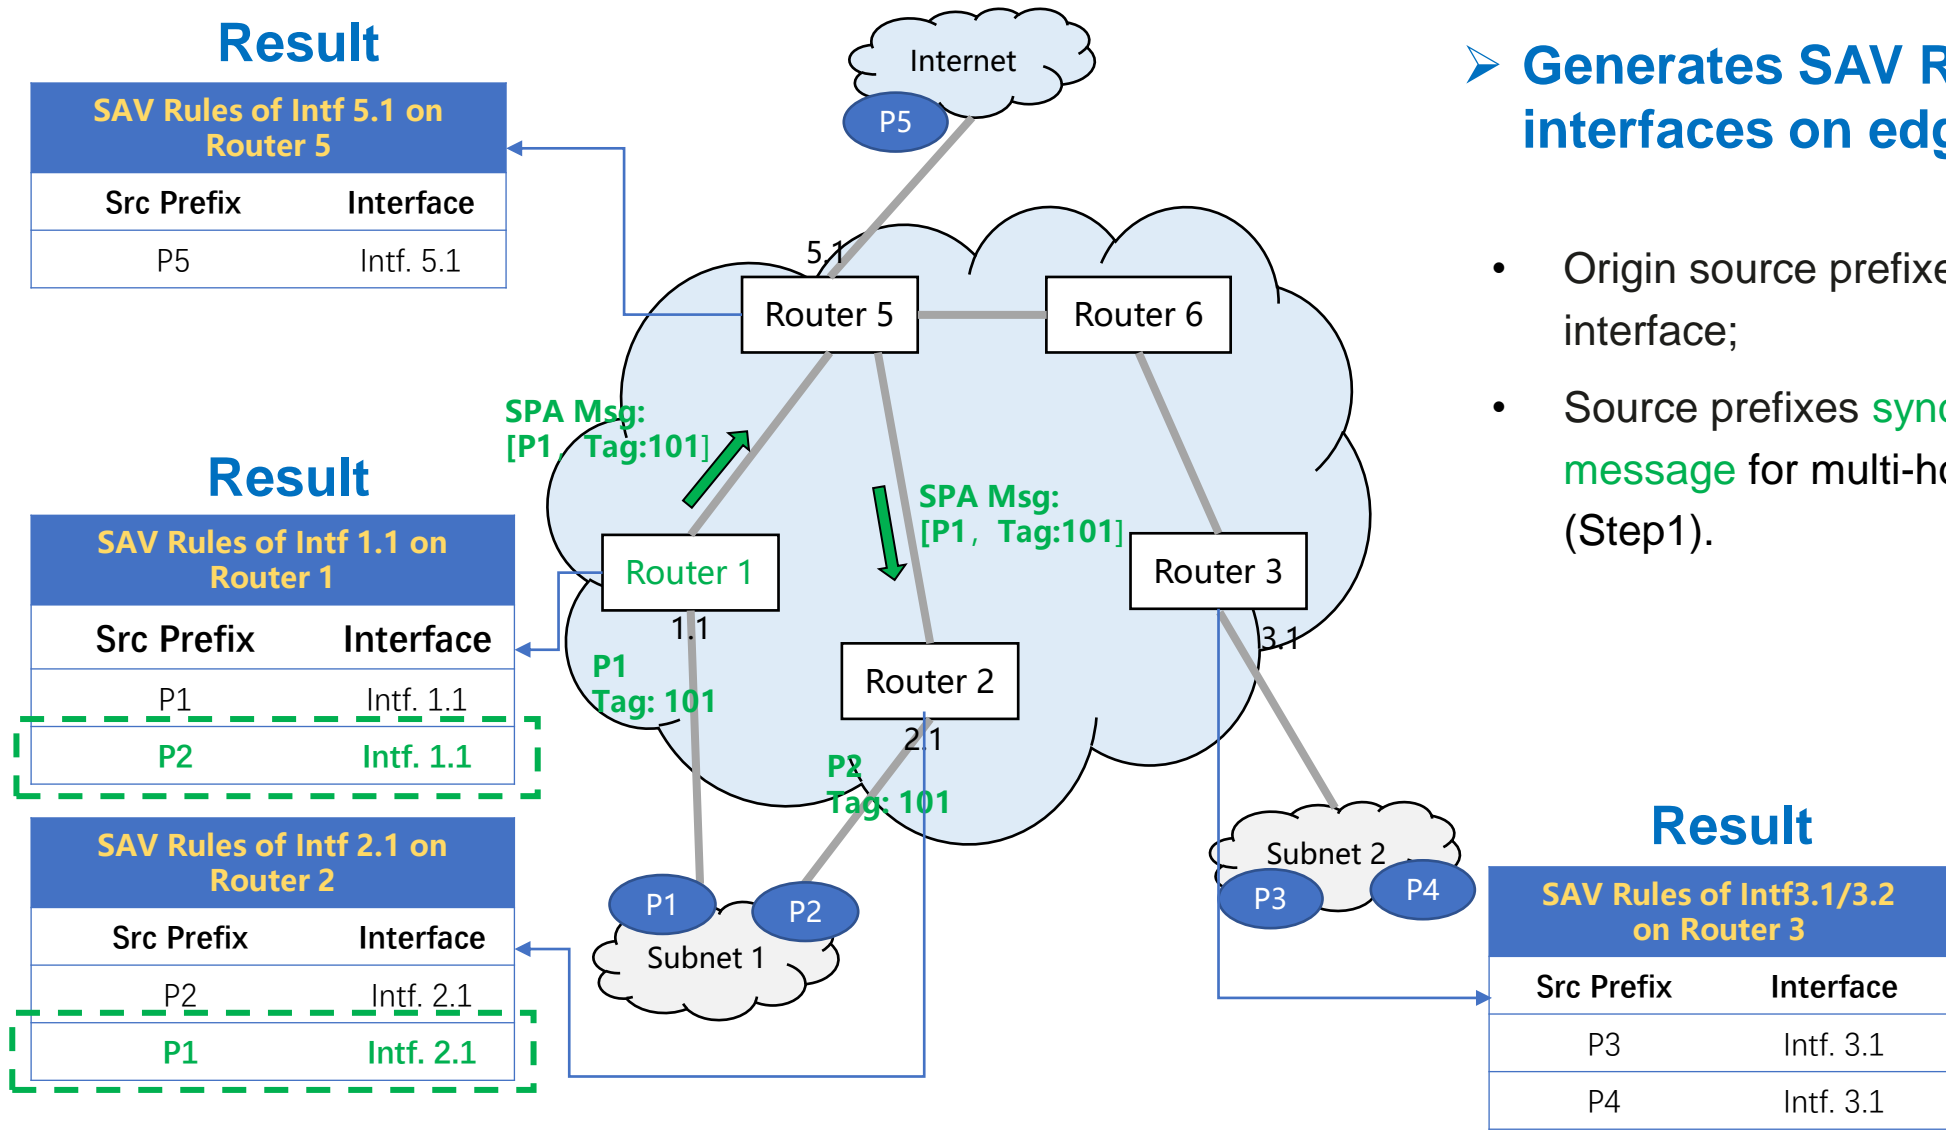 Result
SAV Rules of Intf 5.1 on
Router 5
Src Prefix Interface
P5 Intf. 5.1
Result
SAV Rules of Intf 1.1 on
Router 1
Src Prefix Interface
P1 Intf. 1.1
P2 Intf. 1.1
SAV Rules of Intf 2.1 on
Router 2
Src Prefix Interface
P2 Intf. 2.1
P1 Intf. 2.1
Internet
P5
5.1
Router 5
Router 6
SPA Msg:
[P1, Tag:101]
SPA Msg:
[P1, Tag:101]
Router 1
1.1
P1
Tag: 101
Router 2
2.1
P2
Tag: 101
Router 3
3.1
P1
P2
Subnet 1
Subnet 2
P3
P4
➢ Generates SAV
interfaces on
• Origin source
interface;
• Source prefixes
message for
(Step1).
Result
SAV Rules of Intf3.1/3.2
on Router 3
Src Prefix Interface
P3 Intf. 3.1
P4 Intf. 3.1